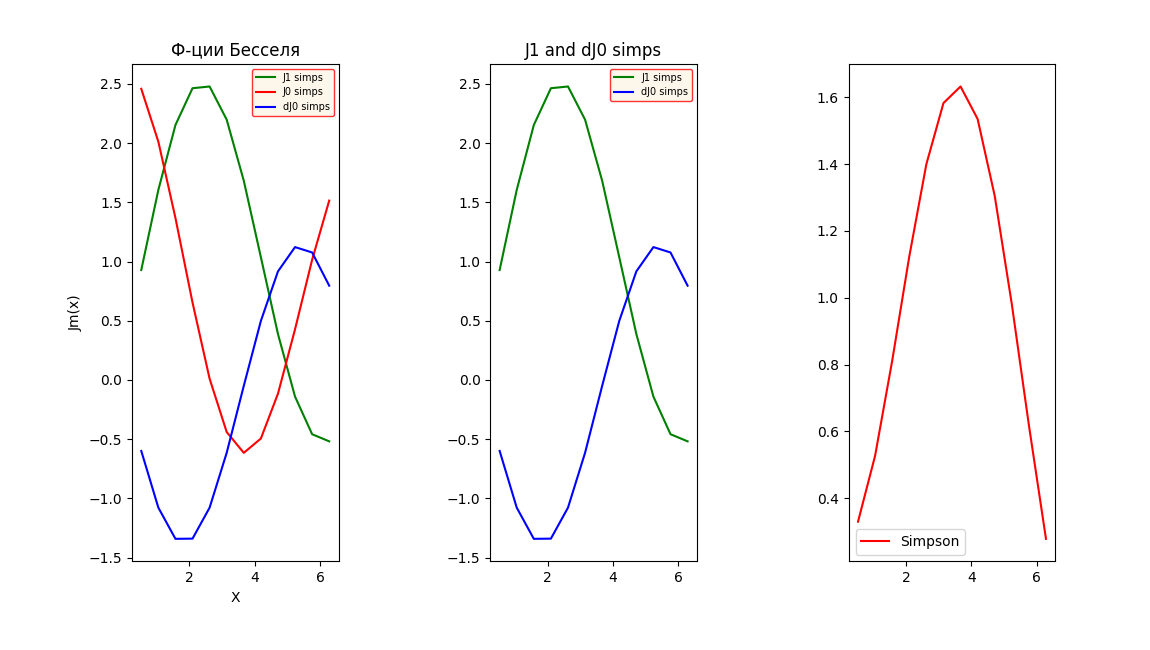 Ф-ции Бесселя
J1 simps
J0 simps
dJ0 simps
2.5
2.0
1.5
1.0
0.5
0.0
−0.5
−1.0
−1.5
Jm(x)
2 4 6
X
J1 and dJ0 simps
J1 simps
dJ0 simps
2.5
2.0
1.5
1.0
0.5
0.0
−0.5
−1.0
−1.5
2 4 6
1.6
1.4
1.2
1.0
0.8
0.6
0.4
Simpson
2 4 6